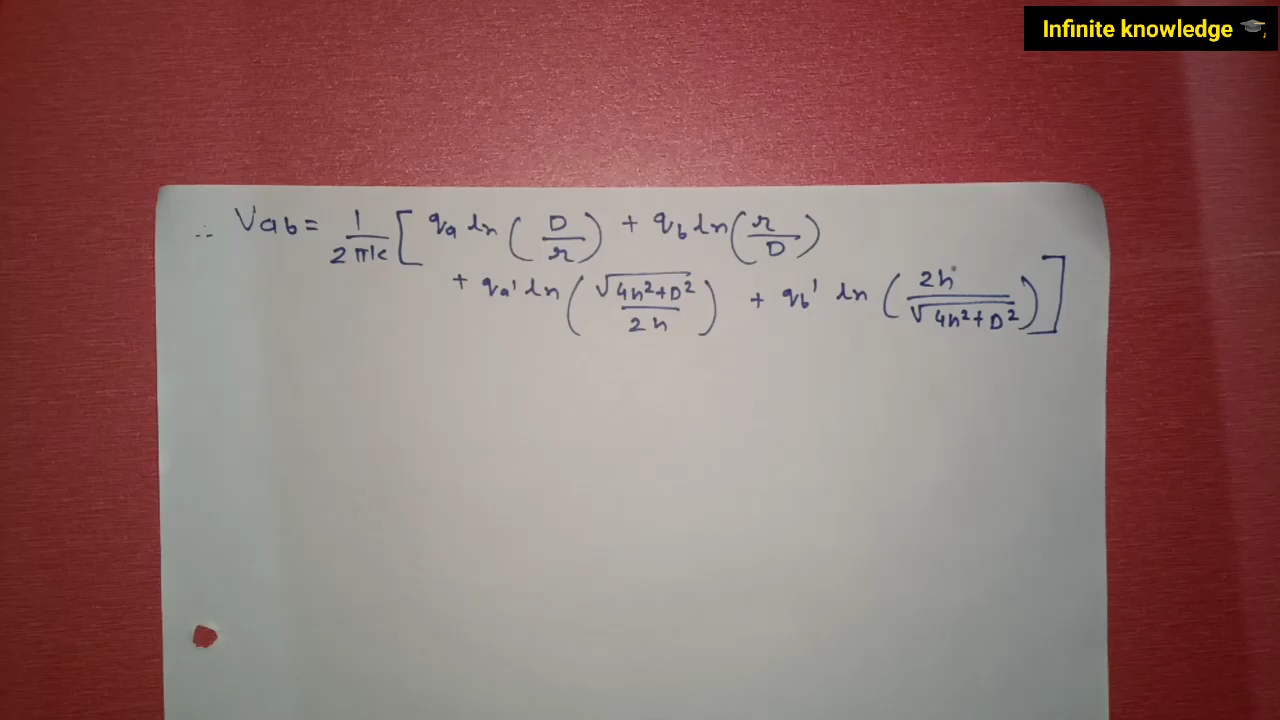 Infinite knowledge 🎓
∴ Vab = 1/2πk [ qa ln (D/r) + qb ln (r/D)
+ qa' ln (√4h²+D²/2h) + qb' ln (2h/√4h²+D²) ]